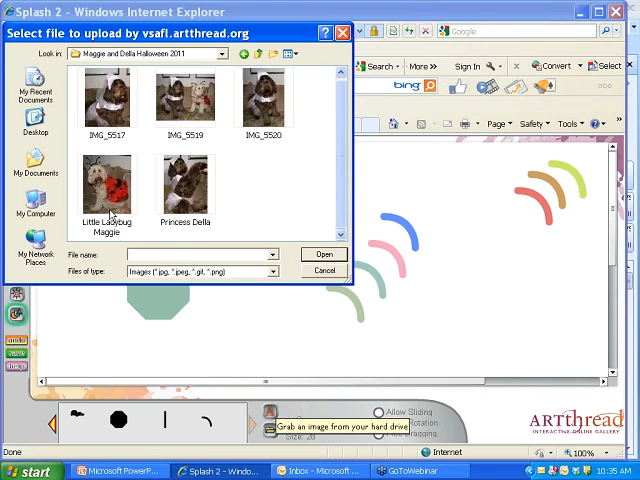 Splash 2 - Windows Internet Explorer
Select file to upload by vsafl.artthread.org
Look in:
Maggie and Della Halloween 2011
Google
Search
More »
Sign In
Convert
Select
bing
Page
Safety
Tools
My Recent Documents
Desktop
My Documents
My Computer
My Network Places
IMG_5517
IMG_5519
IMG_5520
Little Ladybug Maggie
Princess Della
File name:
Open
Files of type:
Images (*.jpg, *.jpeg, *.gif, *.png)
Cancel
undo
save
help
Allow Sliding
Rotation
Dragging
Size: 20
Grab an image from your hard drive
ARTthread
INTERACTIVE ONLINE GALLERY
Done
Internet
100%
start
Microsoft PowerP...
Splash 2 - Windo...
Inbox - Microsoft ...
GoToWebinar
10:35 AM